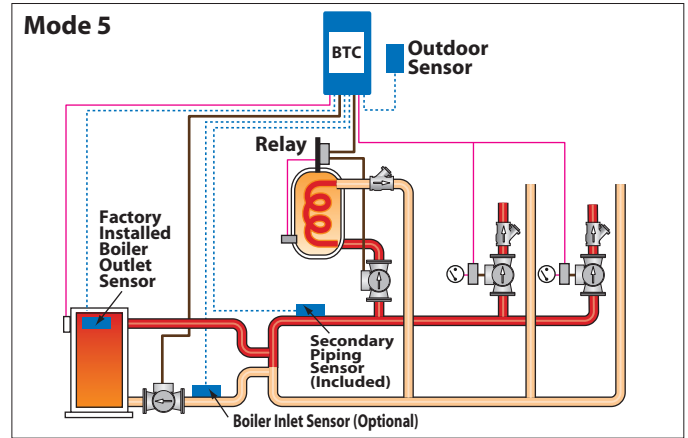 Mode 5
BTC
Outdoor
Sensor
Relay
Factory
Installed
Boiler
Outlet
Sensor
Secondary
Piping
Sensor
(Included)
Boiler Inlet Sensor (Optional)